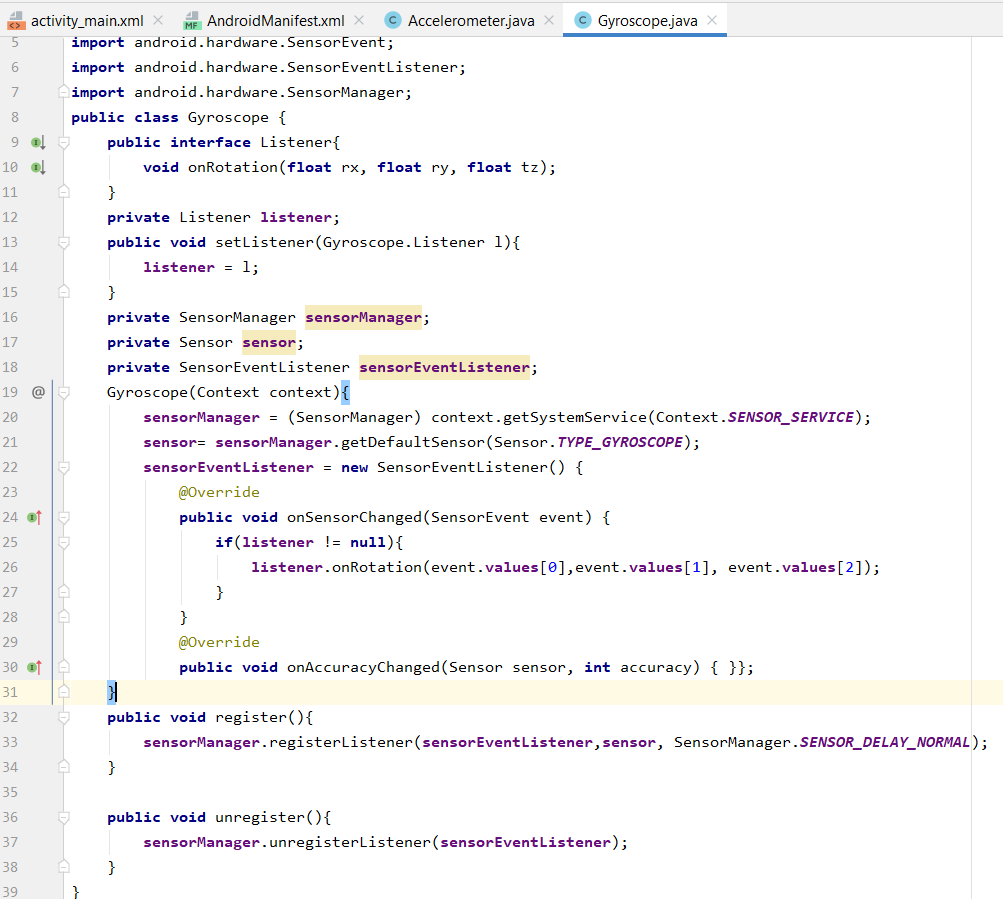 activity_main.xml AndroidManifest.xml Accelerometer.java Gyroscope.java
5 import android.hardware.SensorEvent;
6 import android.hardware.SensorEventListener;
7 import android.hardware.SensorManager;
8 public class Gyroscope {
9     public interface Listener{
10         void onRotation(float rx, float ry, float tz);
11     }
12     private Listener listener;
13     public void setListener(Gyroscope.Listener l){
14         listener = l;
15     }
16     private SensorManager sensorManager;
17     private Sensor sensor;
18     private SensorEventListener sensorEventListener;
19 @     Gyroscope(Context context){
20         sensorManager = (SensorManager) context.getSystemService(Context.SENSOR_SERVICE);
21         sensor= sensorManager.getDefaultSensor(Sensor.TYPE_GYROSCOPE);
22         sensorEventListener = new SensorEventListener() {
23             @Override
24             public void onSensorChanged(SensorEvent event) {
25                 if(listener != null){
26                     listener.onRotation(event.values[0],event.values[1], event.values[2]);
27                 }
28             }
29             @Override
30             public void onAccuracyChanged(Sensor sensor, int accuracy) { }};
31     }
32     public void register(){
33         sensorManager.registerListener(sensorEventListener,sensor, SensorManager.SENSOR_DELAY_NORMAL);
34     }
35
36     public void unregister(){
37         sensorManager.unregisterListener(sensorEventListener);
38     }
39 }